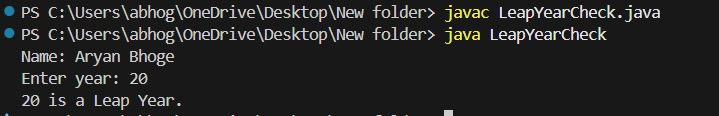 PS C:\Users\abhog\OneDrive\Desktop\New folder> javac LeapYearCheck.java
PS C:\Users\abhog\OneDrive\Desktop\New folder> java LeapYearCheck
Name: Aryan Bhoge
Enter year: 20
20 is a Leap Year.